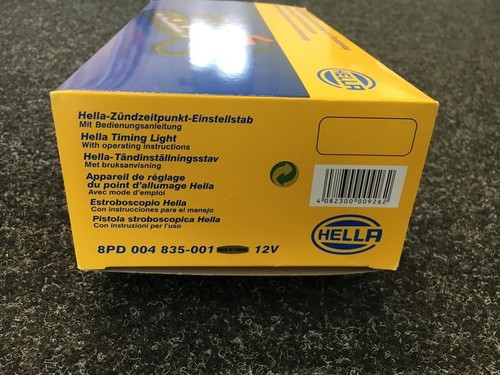 HELLA
Hella-Zündzeitpunkt-Einstellstab
Mit Bedienungsanleitung
Hella Timing Light
With operating instructions
Hella-Tändinställningsstav
Met bruksanvisning
Appareil de réglage
du point d'allumage Hella
Avec mode d'emploi
Estroboscopio Hella
Con instrucciones para el manejo
Pistola stroboscopica Hella
Con instruzioni per l'uso
4 082300 009262
HELLA
8PD 004 835-001 12V